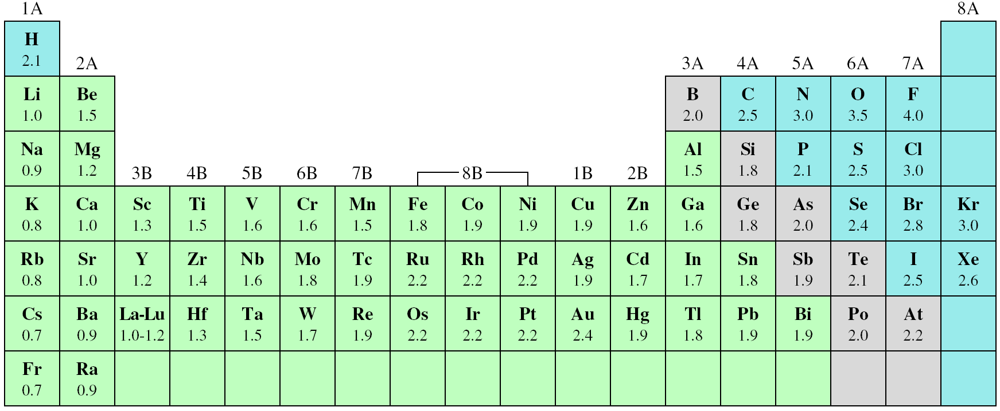 1A 8A
H
2.1 2A 3A 4A 5A 6A 7A
Li Be B C N O F
1.0 1.5 2.0 2.5 3.0 3.5 4.0
Na Mg Al Si P S Cl
0.9 1.2 3B 4B 5B 6B 7B 8B 1B 2B 1.5 1.8 2.1 2.5 3.0
K Ca Sc Ti V Cr Mn Fe Co Ni Cu Zn Ga Ge As Se Br Kr
0.8 1.0 1.3 1.5 1.6 1.6 1.5 1.8 1.9 1.9 1.9 1.6 1.6 1.8 2.0 2.4 2.8 3.0
Rb Sr Y Zr Nb Mo Tc Ru Rh Pd Ag Cd In Sn Sb Te I Xe
0.8 1.0 1.2 1.4 1.6 1.8 1.9 2.2 2.2 2.2 1.9 1.7 1.7 1.8 1.9 2.1 2.5 2.6
Cs Ba La-Lu Hf Ta W Re Os Ir Pt Au Hg Tl Pb Bi Po At
0.7 0.9 1.0-1.2 1.3 1.5 1.7 1.9 2.2 2.2 2.2 2.4 1.9 1.8 1.9 1.9 2.0 2.2
Fr Ra
0.7 0.9